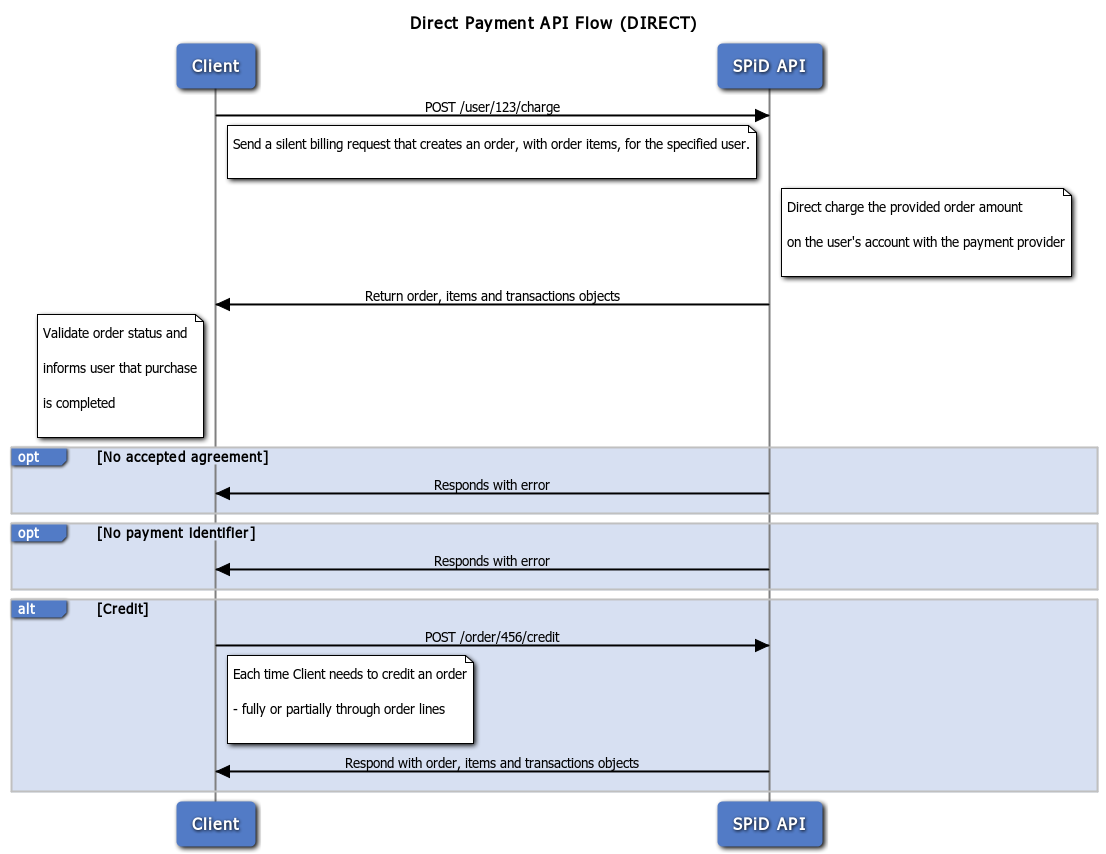 Direct Payment API Flow (DIRECT)
Client
SPiD API
POST /user/123/charge
Send a silent billing request that creates an order, with order items, for the specified user.
Direct charge the provided order amount
on the user's account with the payment provider
Return order, items and transactions objects
Validate order status and
informs user that purchase
is completed
opt
[No accepted agreement]
Responds with error
opt
[No payment identifier]
Responds with error
alt
[Credit]
POST /order/456/credit
Each time Client needs to credit an order
- fully or partially through order lines
Respond with order, items and transactions objects
Client
SPiD API